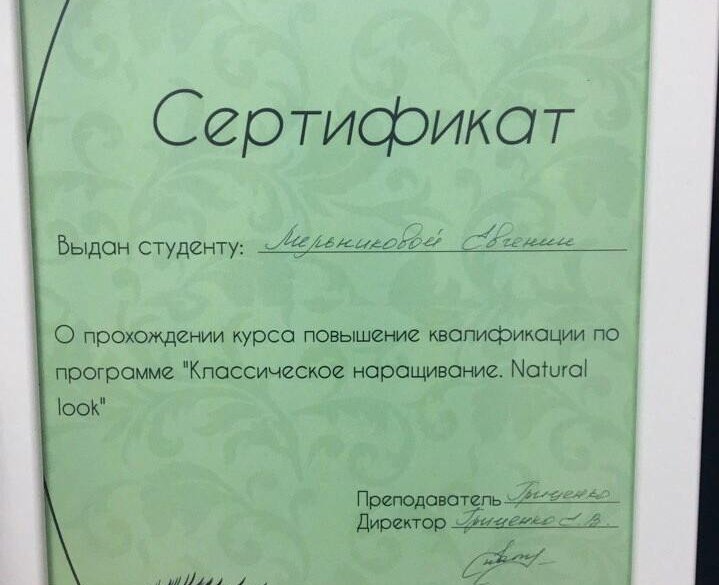 Сертификат
Выдан студенту: Мельниковой Евгении
О прохождении курса повышение квалификации по
программе "Классическое наращивание. Natural
look"
Преподаватель Гриценко
Директор Гриценко А.В.